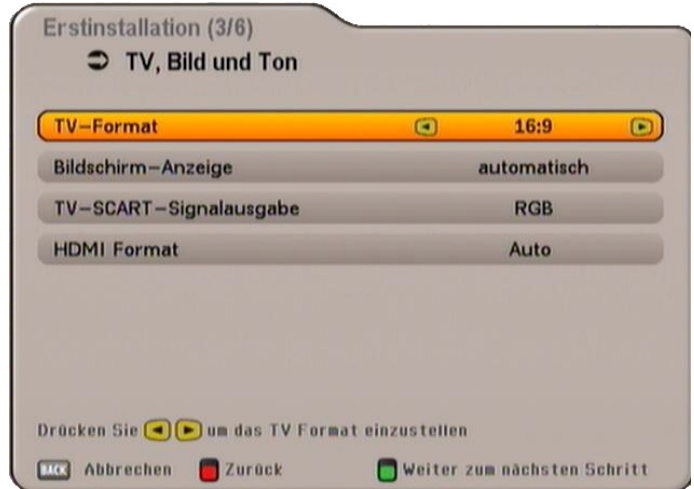 Erstinstallation (3/6)
TV, Bild und Ton
TV-Format 16:9
Bildschirm-Anzeige automatisch
TV-SCART-Signalausgabe RGB
HDMI Format Auto
Drücken Sie um das TV Format einzustellen
BACK Abbrechen Zurück Weiter zum nächsten Schritt